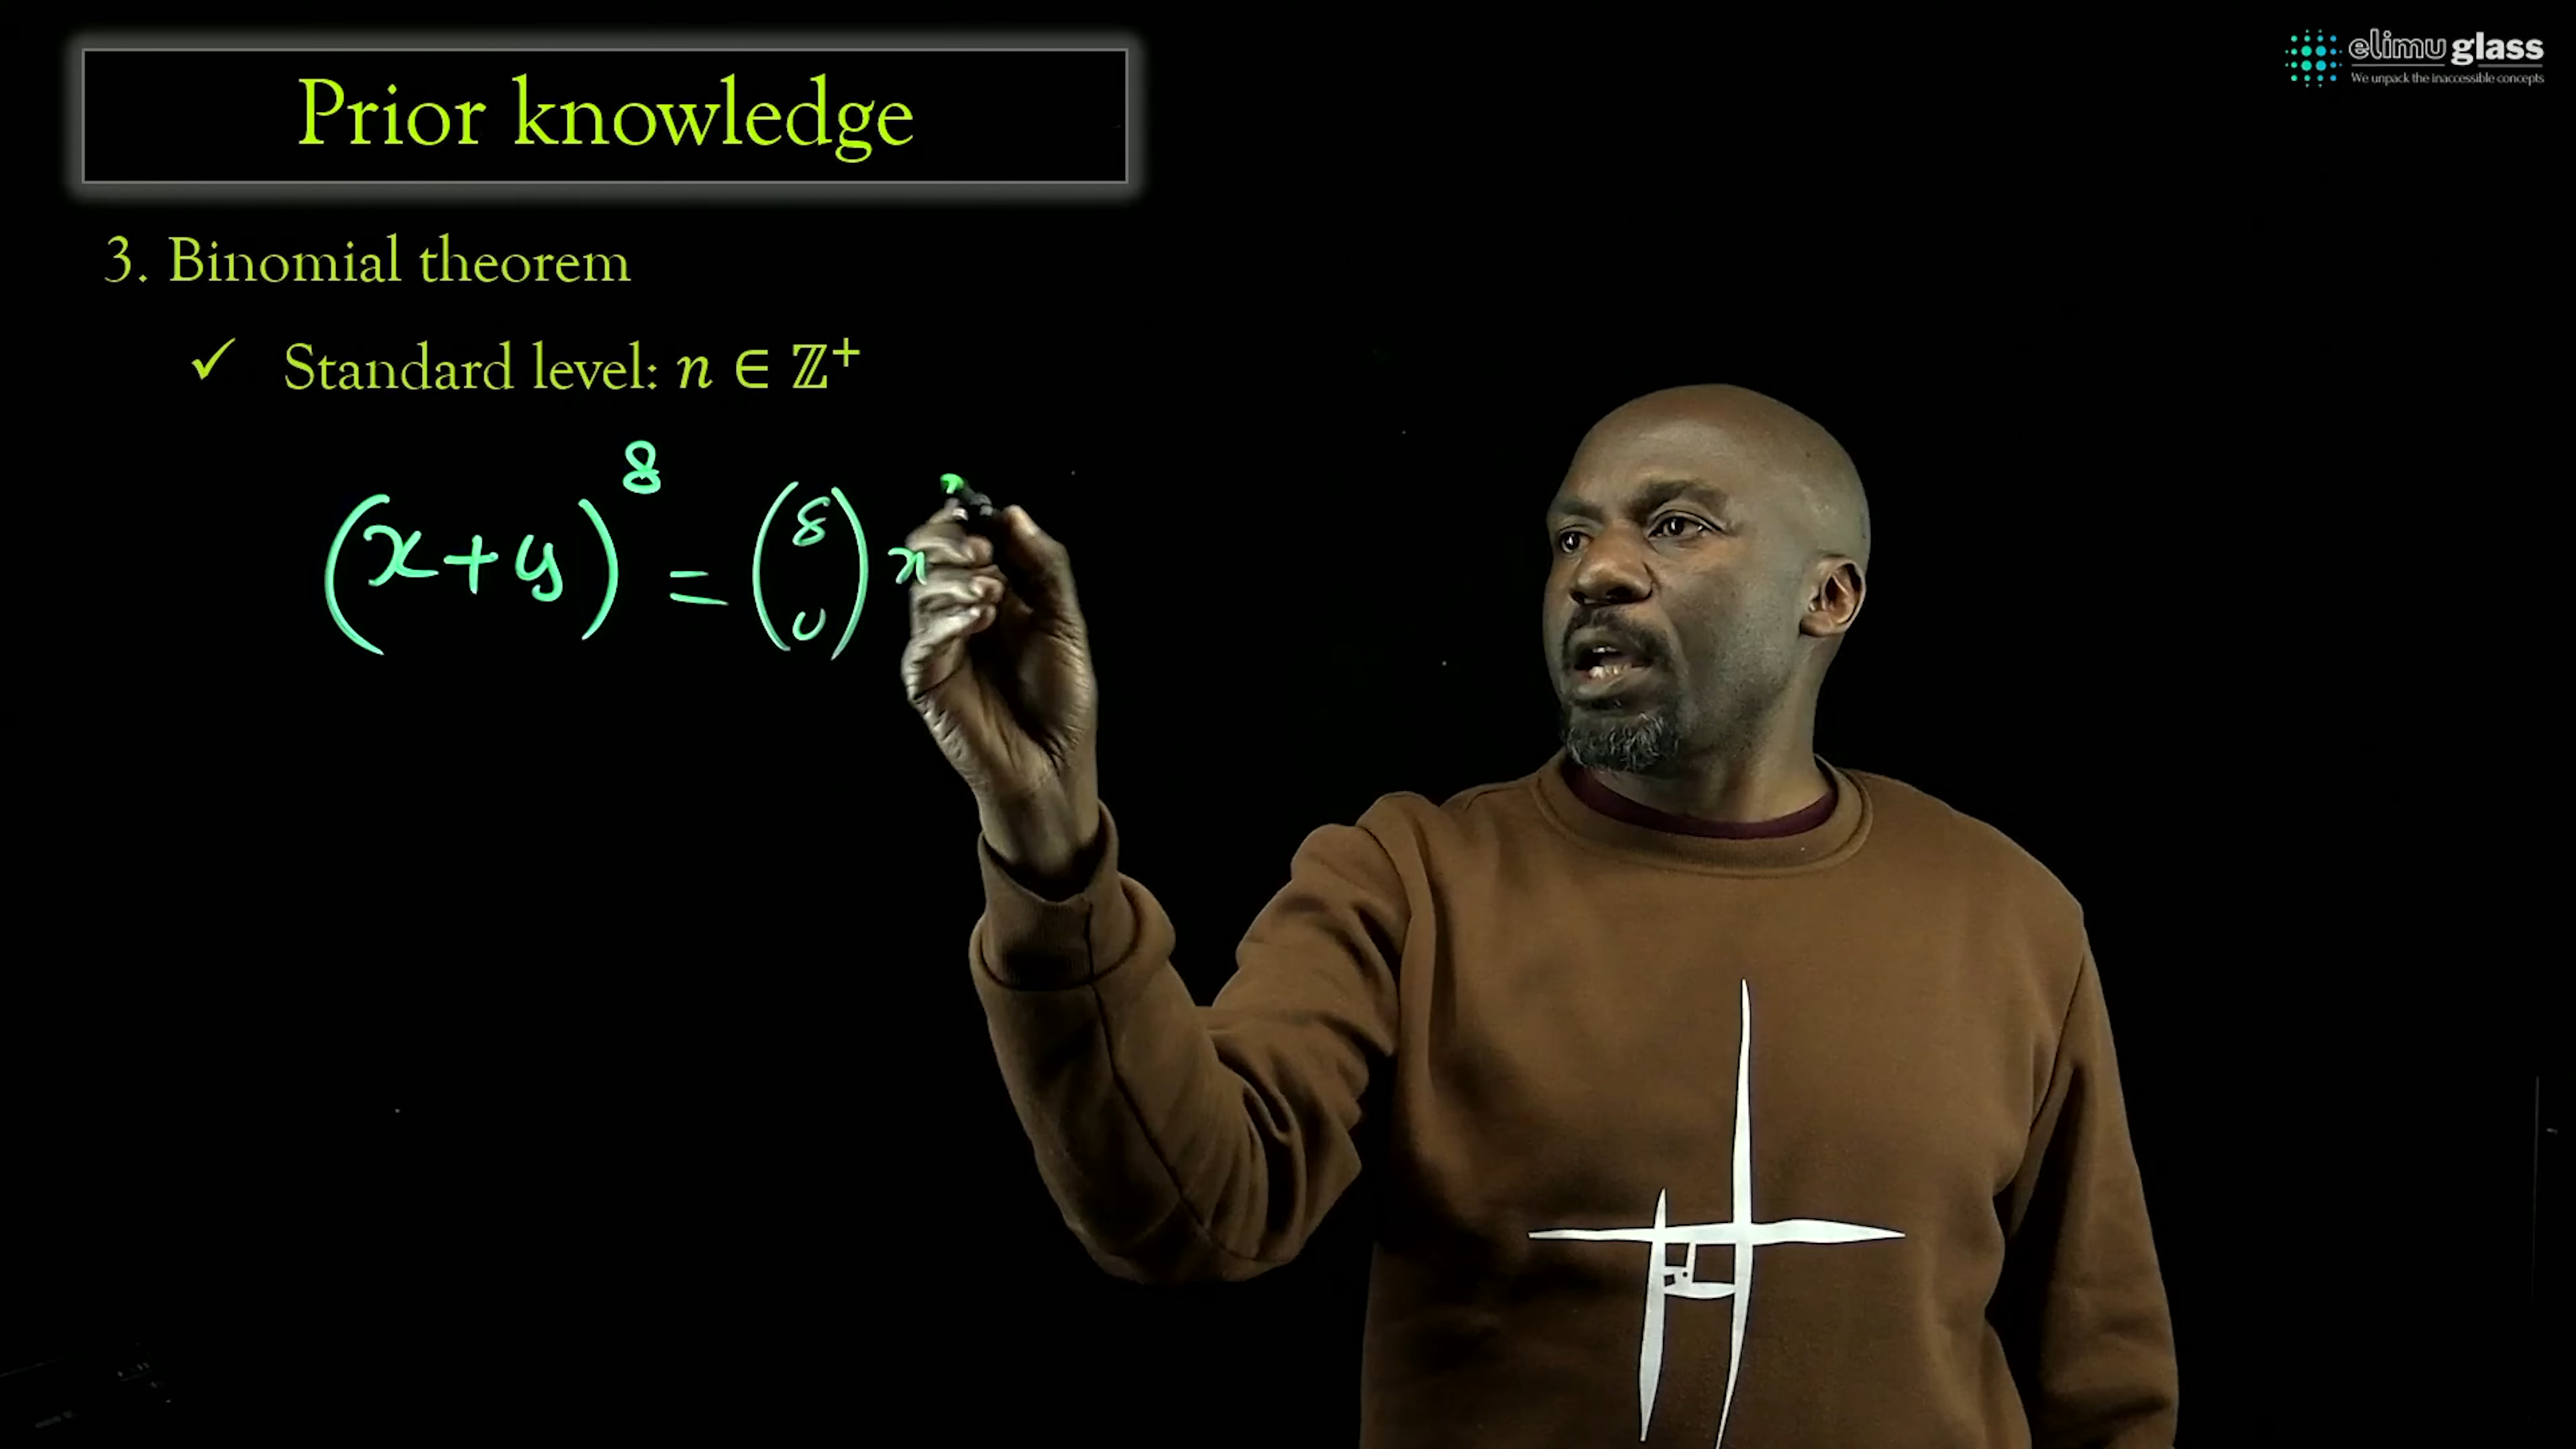 elimu glass
We unpack the inaccessible concepts
Prior knowledge
3. Binomial theorem
✓ Standard level: n ∈ ℤ⁺
(x+y)⁸ = (8 0) x